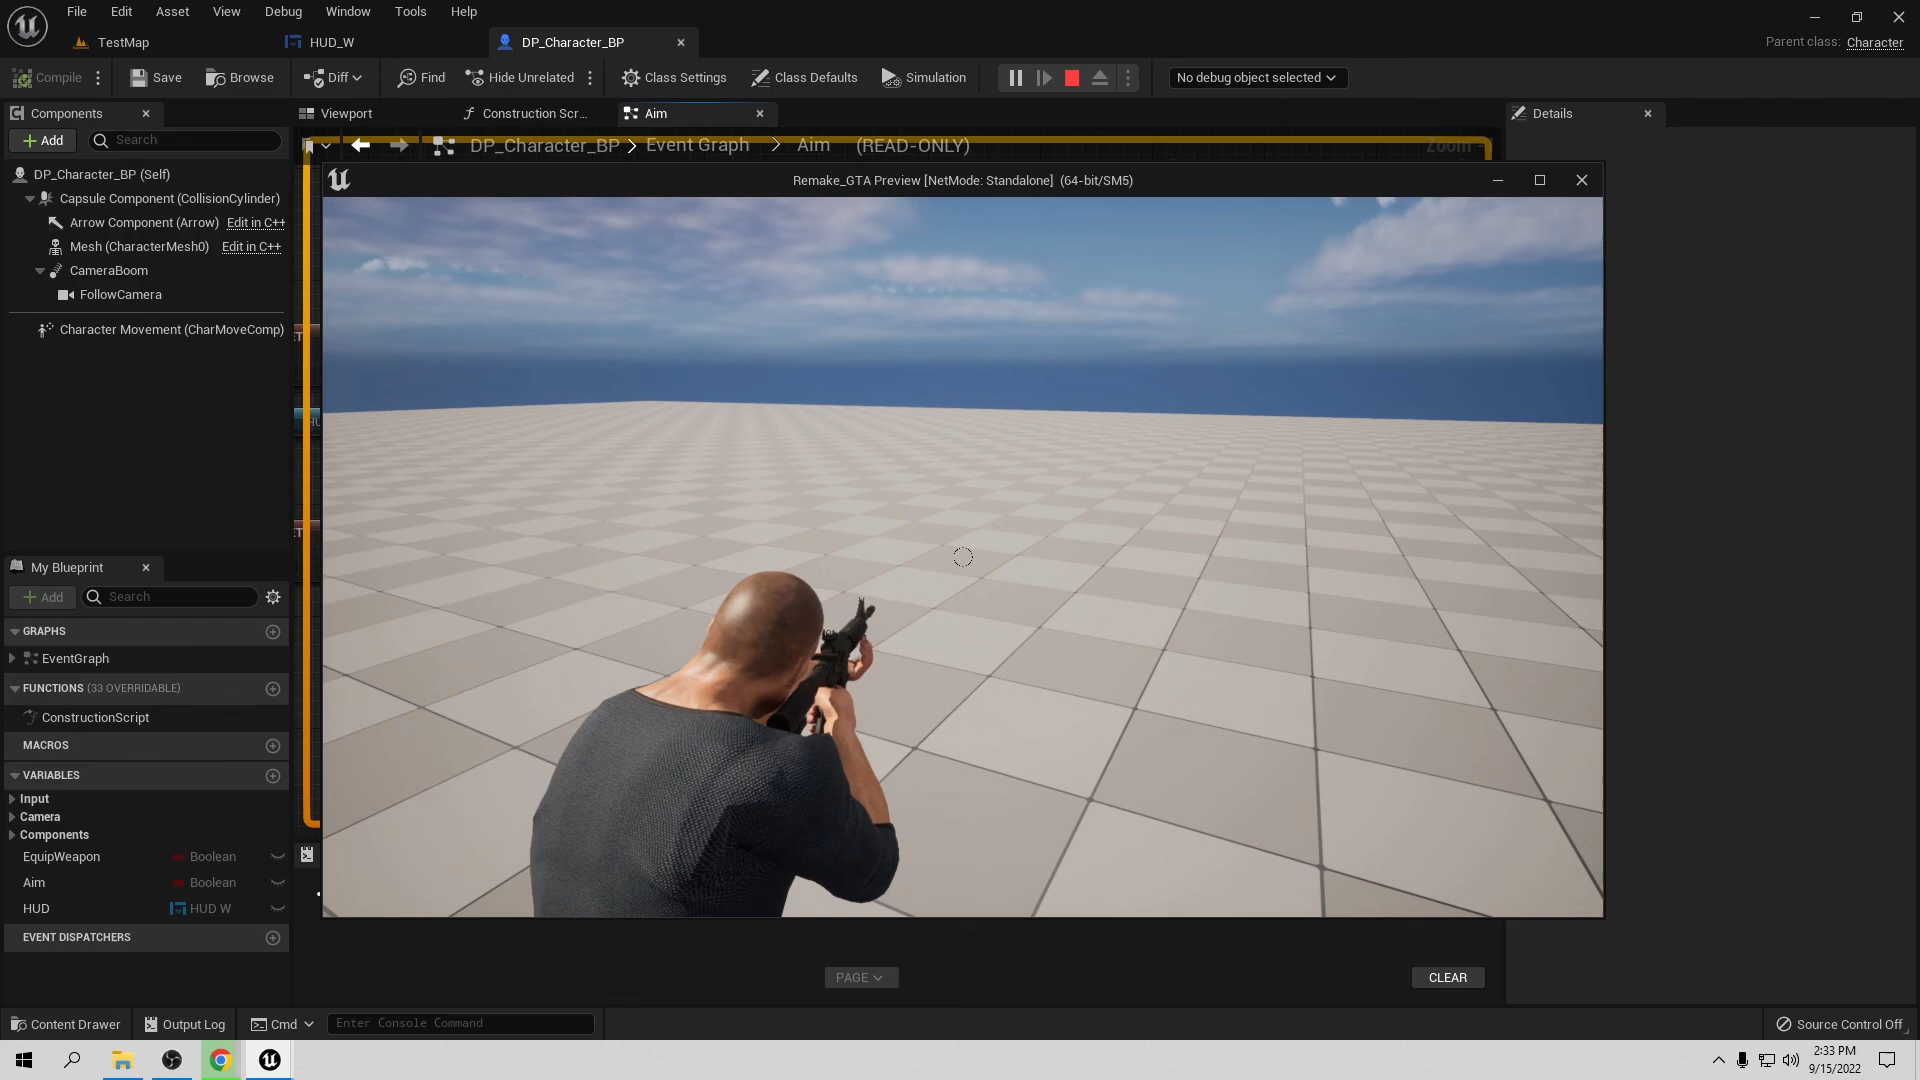 File Edit Asset View Debug Window Tools Help
TestMap HUD_W DP_Character_BP Parent class: Character
Compile Save Browse Diff Find Hide Unrelated Class Settings Class Defaults Simulation No debug object selected
Components Viewport Construction Scr... Aim Details
Add Search
DP_Character_BP > Event Graph > Aim (READ-ONLY) Zoom
DP_Character_BP (Self)
Remake_GTA Preview [NetMode: Standalone] (64-bit/SM5)
Capsule Component (CollisionCylinder)
Arrow Component (Arrow) Edit in C++
Mesh (CharacterMesh0) Edit in C++
CameraBoom
FollowCamera
Character Movement (CharMoveComp)
My Blueprint
Add Search
GRAPHS
EventGraph
FUNCTIONS (33 OVERRIDABLE)
ConstructionScript
MACROS
VARIABLES
Input
Camera
Components
EquipWeapon Boolean
Aim Boolean
HUD HUD W
EVENT DISPATCHERS
PAGE CLEAR
Content Drawer Output Log Cmd Enter Console Command Source Control Off
2:33 PM
9/15/2022